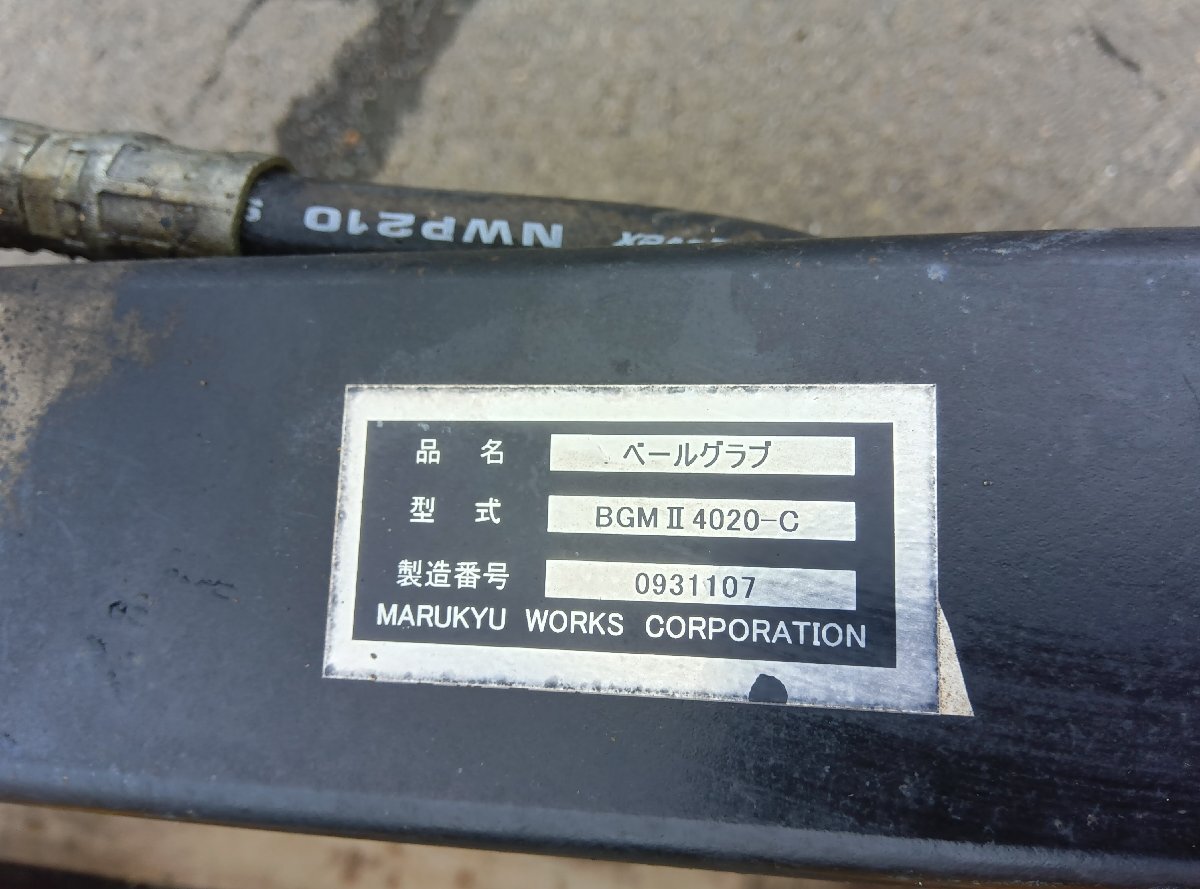 NWP210
品名 ベールグラブ
型式 BGMⅡ4020-C
製造番号 0931107
MARUKYU WORKS CORPORATION